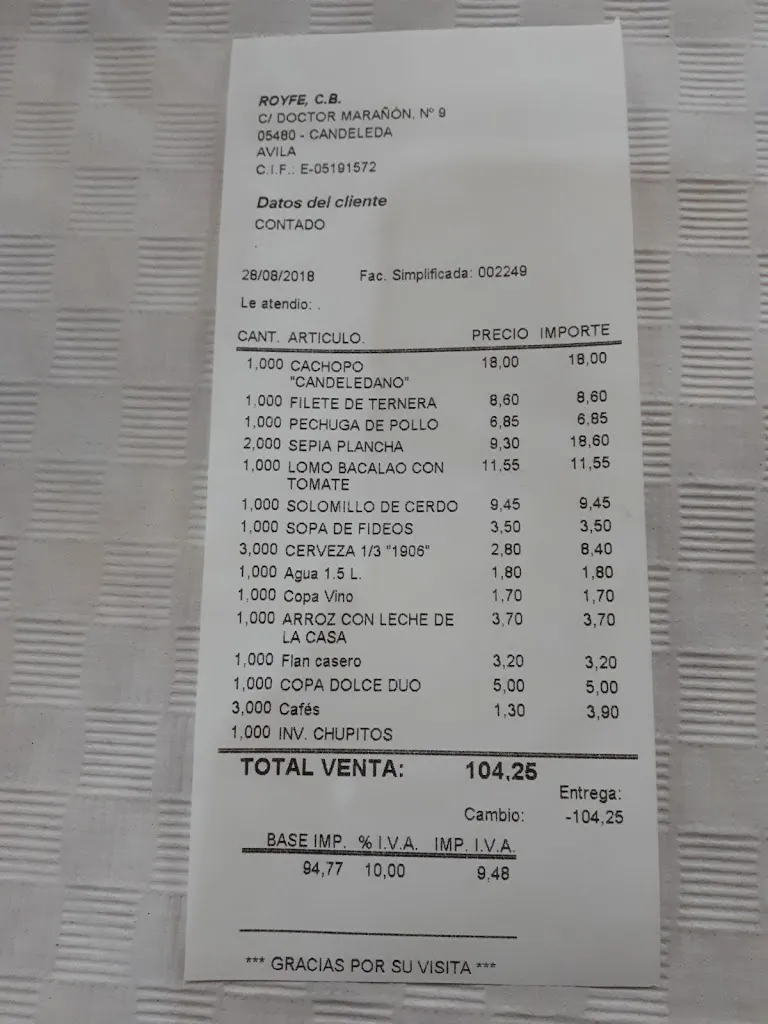 ROYFE, C.B.
C/ DOCTOR MARAÑÓN, Nº 9
05480 - CANDELEDA
AVILA
C.I.F.: E-05191572
Datos del cliente
CONTADO
.
28/08/2018 Fac. Simplificada: 002249
Le atendio: .
CANT. ARTICULO. PRECIO IMPORTE
1,000 CACHOPO 18,00 18,00
"CANDELEDANO"
1,000 FILETE DE TERNERA 8,60 8,60
1,000 PECHUGA DE POLLO 6,85 6,85
2,000 SEPIA PLANCHA 9,30 18,60
1,000 LOMO BACALAO CON 11,55 11,55
TOMATE
1,000 SOLOMILLO DE CERDO 9,45 9,45
1,000 SOPA DE FIDEOS 3,50 3,50
3,000 CERVEZA 1/3 "1906" 2,80 8,40
1,000 Agua 1.5 L. 1,80 1,80
1,000 Copa Vino 1,70 1,70
1,000 ARROZ CON LECHE DE 3,70 3,70
LA CASA
1,000 Flan casero 3,20 3,20
1,000 COPA DOLCE DUO 5,00 5,00
3,000 Cafés 1,30 3,90
1,000 INV. CHUPITOS
TOTAL VENTA: 104,25
Entrega:
Cambio: -104,25
BASE IMP. % I.V.A. IMP. I.V.A.
94,77 10,00 9,48
*** GRACIAS POR SU VISITA ***